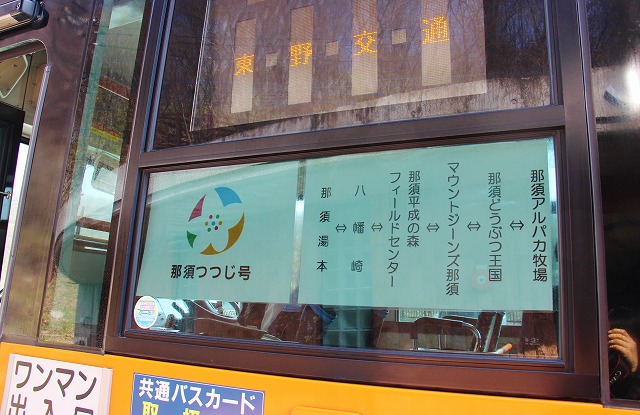 東野交通
那須つつじ号
那須アルパカ牧場
⇔
那須どうぶつ王国
⇔
マウントジーンズ那須
⇔
那須平成の森
フィールドセンター
⇔
八幡崎
⇔
那須湯本
ワンマン
出入口
共通バスカード